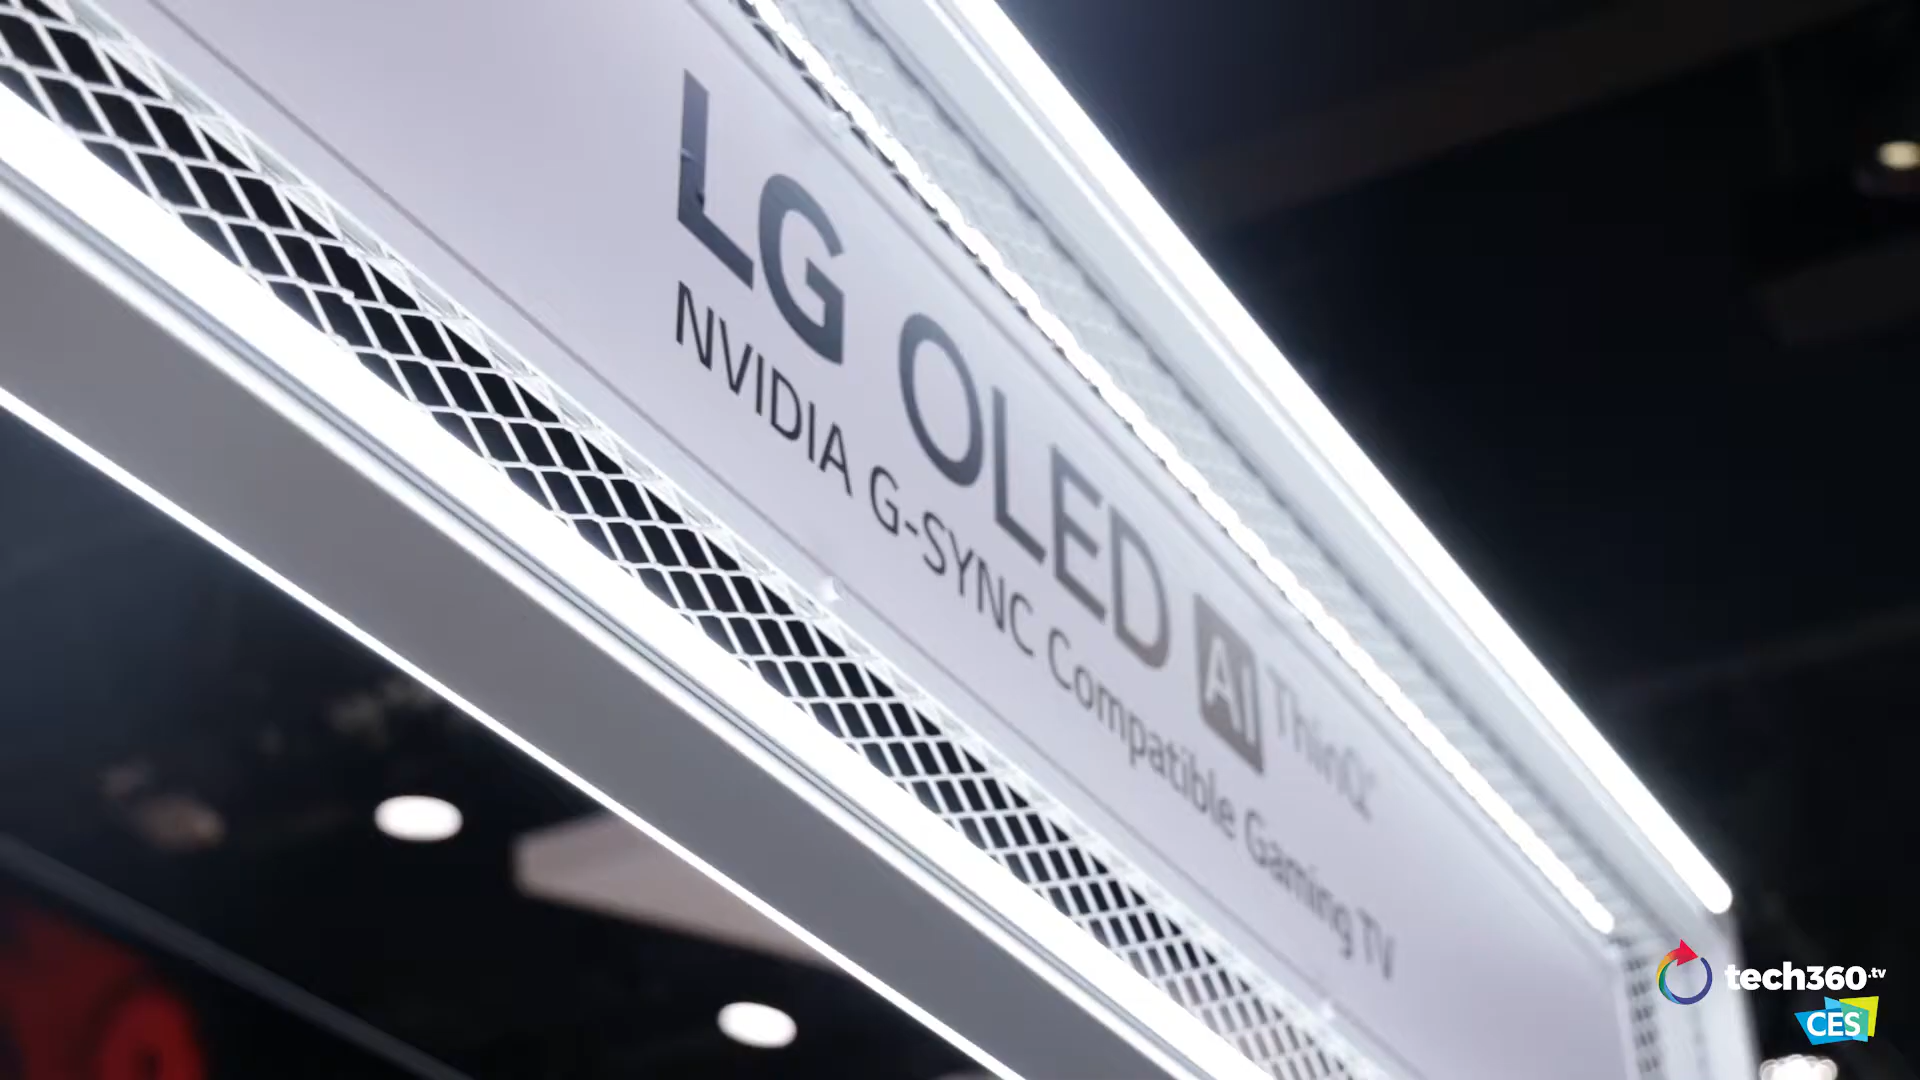 LG OLED AI ThinQ
NVIDIA G-SYNC Compatible Gaming TV
tech360.tv
CES